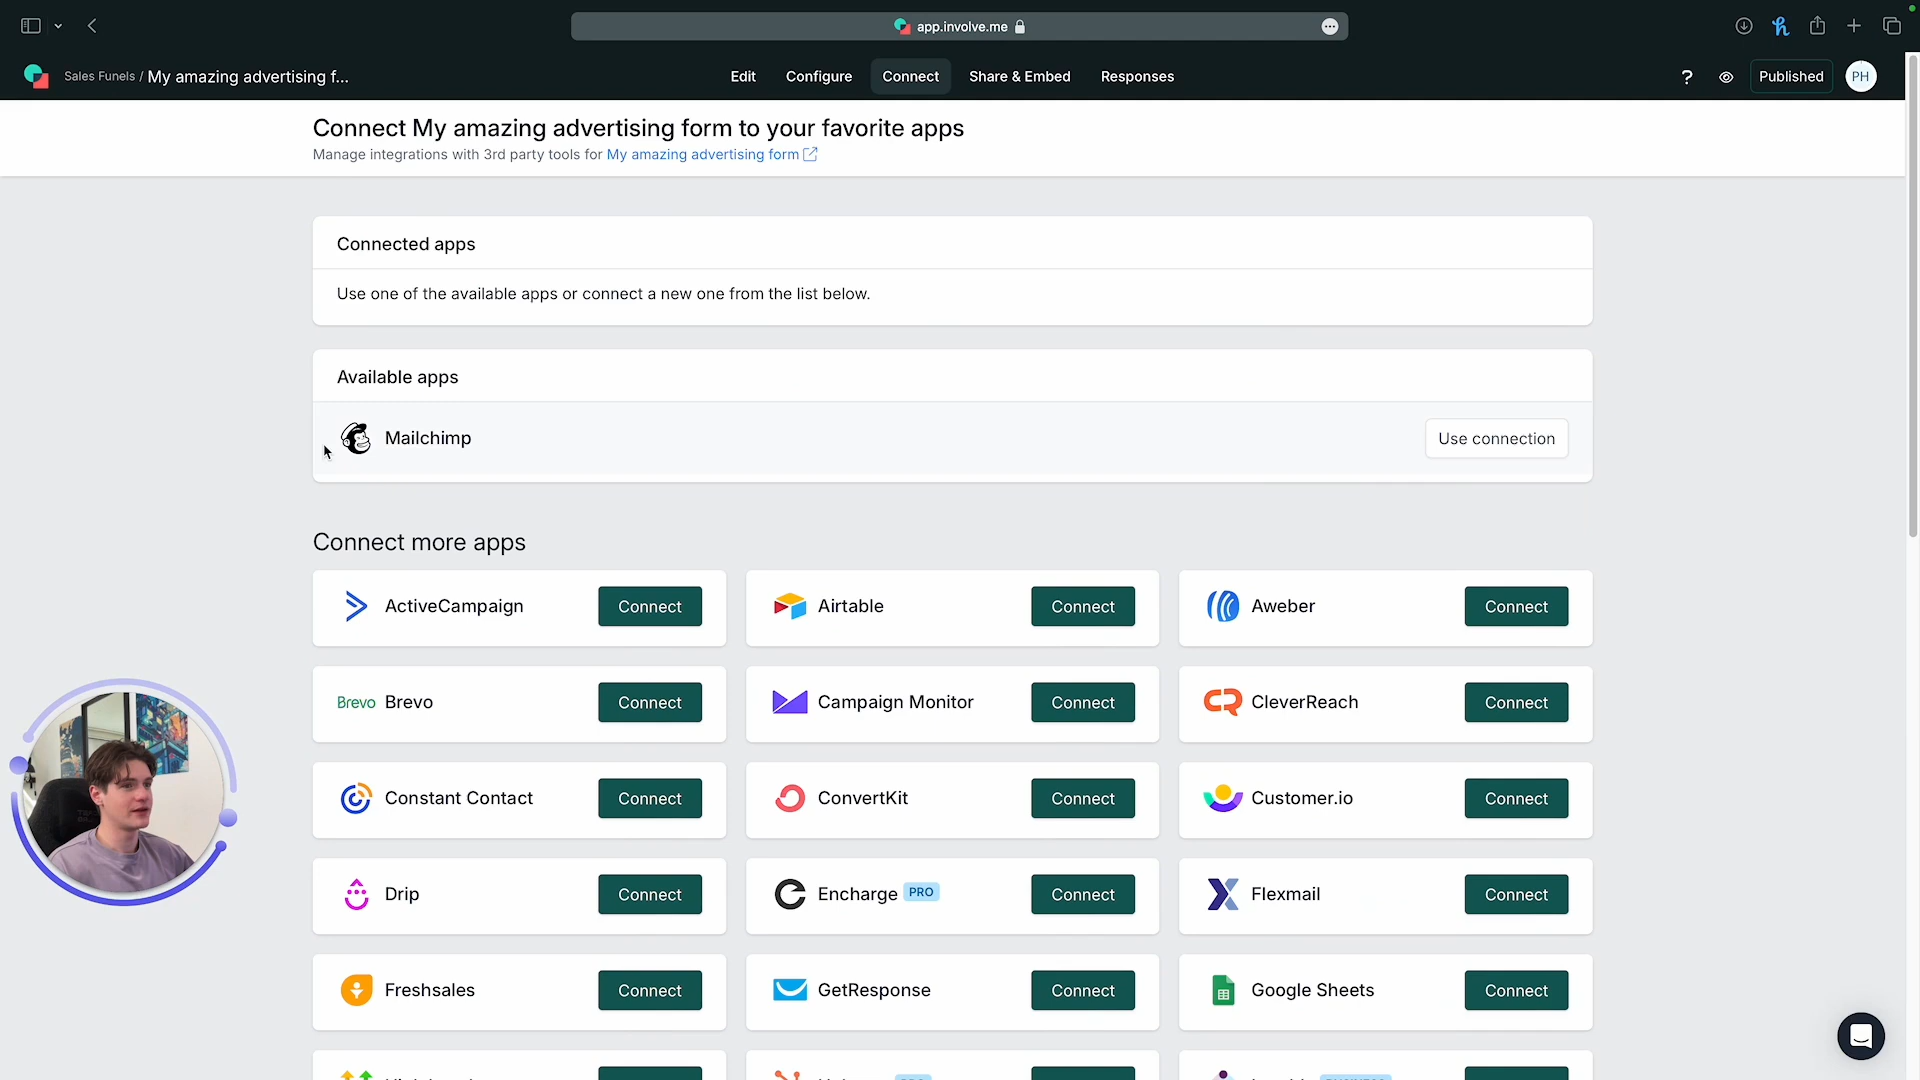 app.involve.me
Sales Funels / My amazing advertising f...
Edit
Configure
Connect
Share & Embed
Responses
?
Published
PH
Connect My amazing advertising form to your favorite apps
Manage integrations with 3rd party tools for My amazing advertising form
Connected apps
Use one of the available apps or connect a new one from the list below.
Available apps
Mailchimp
Use connection
Connect more apps
ActiveCampaign
Connect
Airtable
Connect
Aweber
Connect
Brevo Brevo
Connect
Campaign Monitor
Connect
CleverReach
Connect
Constant Contact
Connect
ConvertKit
Connect
Customer.io
Connect
Drip
Connect
Encharge PRO
Connect
Flexmail
Connect
Freshsales
Connect
GetResponse
Connect
Google Sheets
Connect